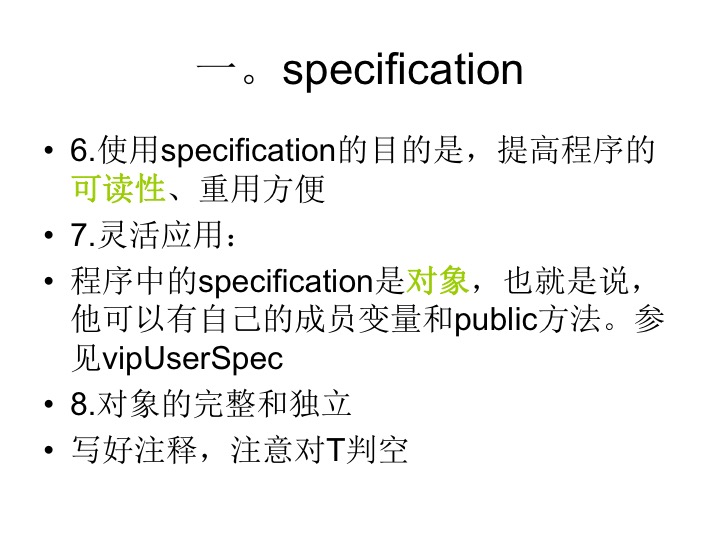 一。specification
• 6.使用specification的目的是，提高程序的
可读性、重用方便
• 7.灵活应用：
• 程序中的specification是对象，也就是说，
他可以有自己的成员变量和public方法。参
见vipUserSpec
• 8.对象的完整和独立
• 写好注释，注意对T判空